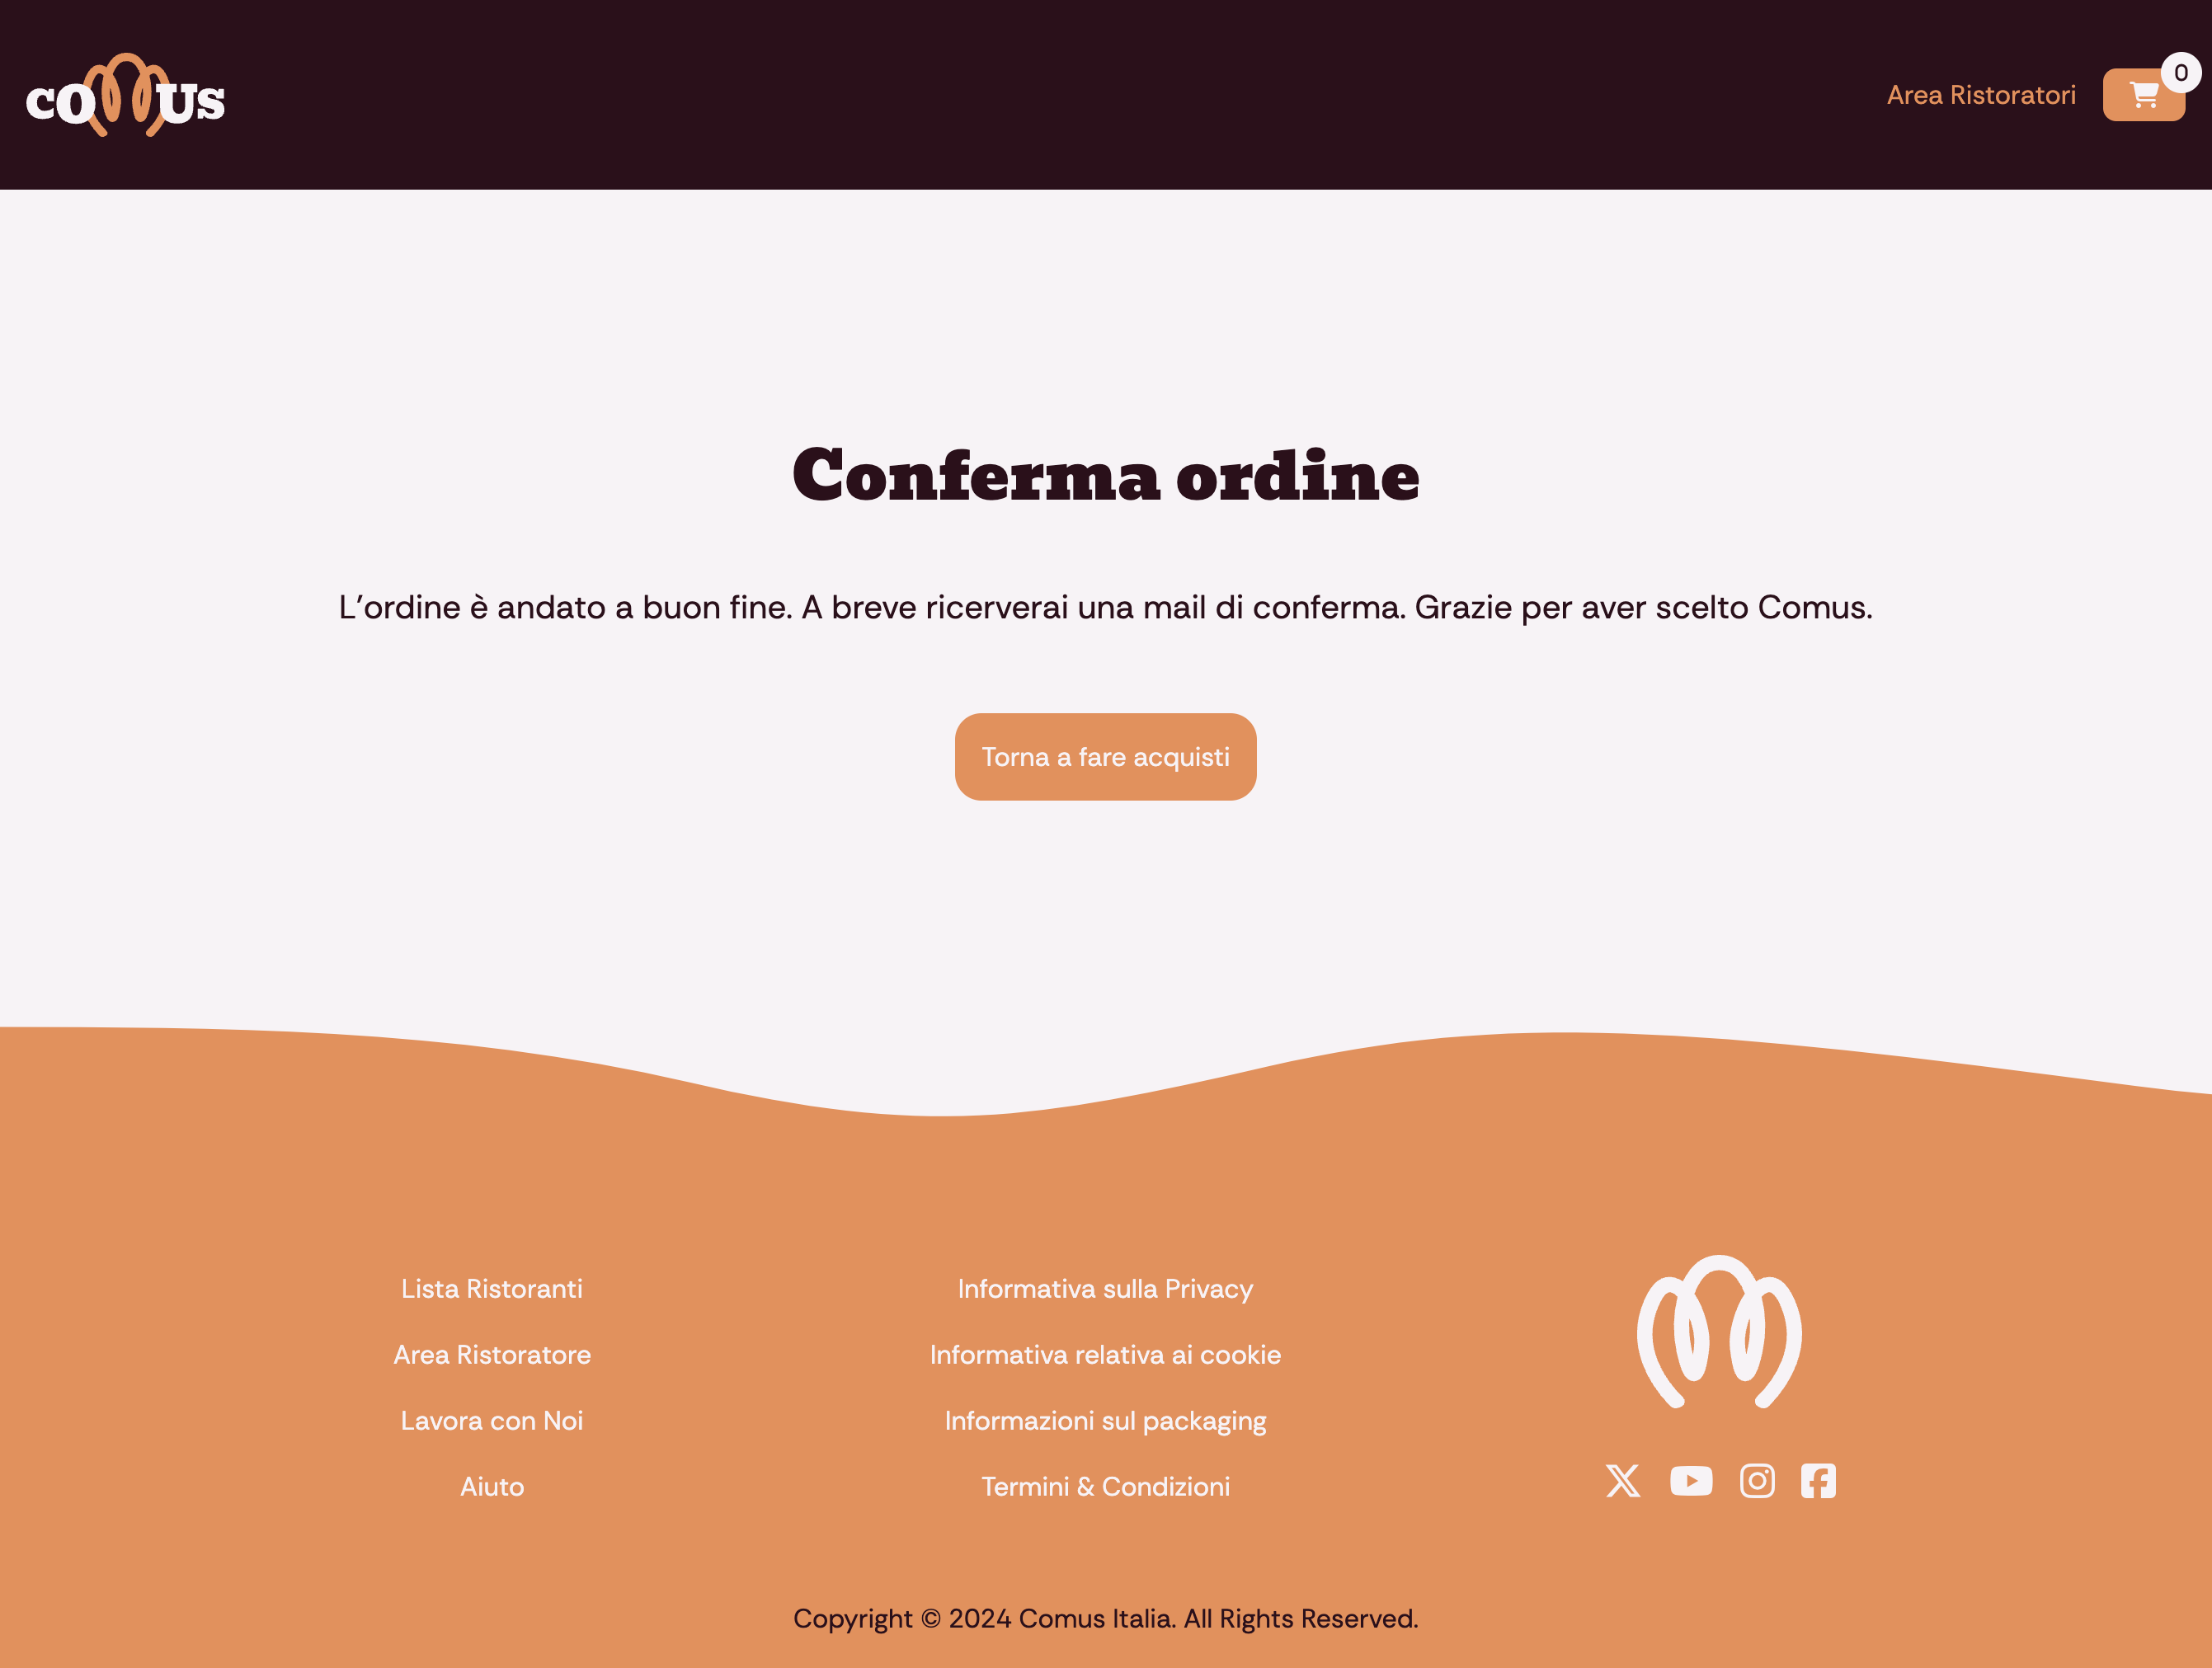 comus
Area Ristoratori
0
Conferma ordine
L'ordine è andato a buon fine. A breve ricerverai una mail di conferma. Grazie per aver scelto Comus.
Torna a fare acquisti
Lista Ristoranti
Area Ristoratore
Lavora con Noi
Aiuto
Informativa sulla Privacy
Informativa relativa ai cookie
Informazioni sul packaging
Termini & Condizioni
Copyright © 2024 Comus Italia. All Rights Reserved.